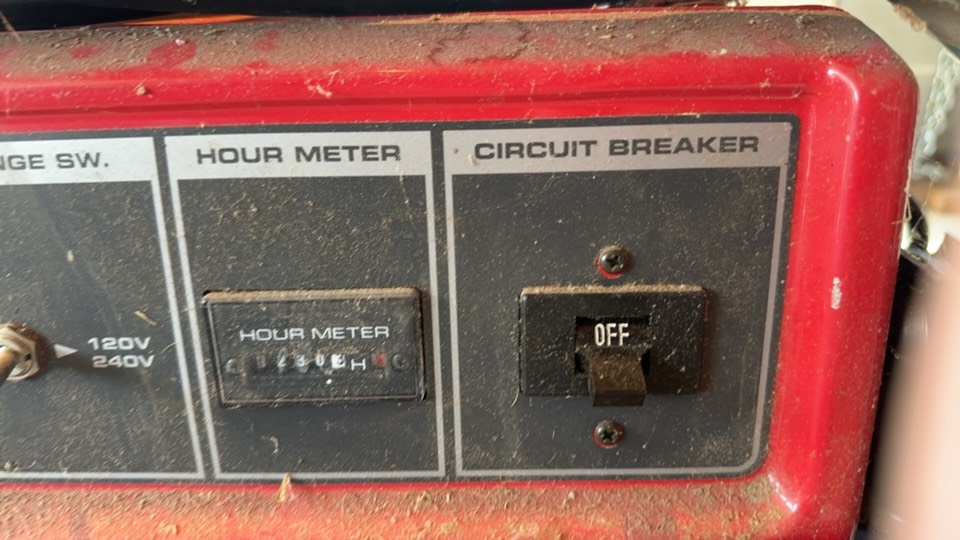 NGE SW.
HOUR METER
CIRCUIT BREAKER
120V
240V
HOUR METER
H
OFF